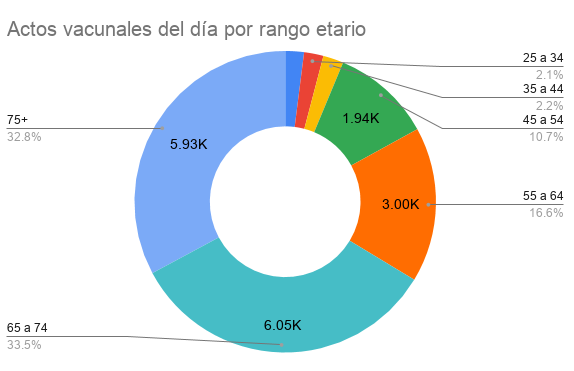 Actos vacunales del día por rango etario
25 a 34
2.1%
35 a 44
2.2%
45 a 54
10.7%
1.94K
75+
32.8%
5.93K
55 a 64
16.6%
3.00K
6.05K
65 a 74
33.5%